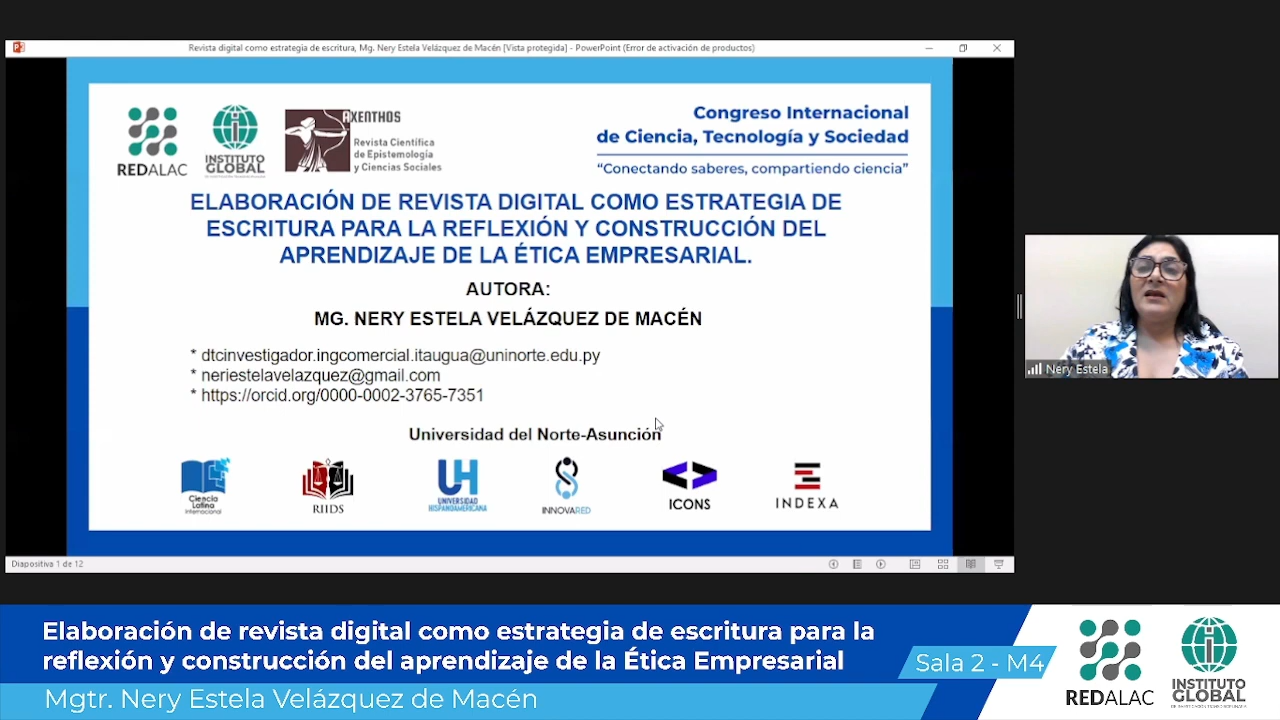 Revista digital como estrategia de escritura, Mg. Nery Estela Velázquez de Macén [Vista protegida] - PowerPoint (Error de activación de productos)
REDALAC
INSTITUTO
GLOBAL
AXENTHOS
Revista Científica
de Epistemología
y Ciencias Sociales
Congreso Internacional
de Ciencia, Tecnología y Sociedad
“Conectando saberes, compartiendo ciencia”
ELABORACIÓN DE REVISTA DIGITAL COMO ESTRATEGIA DE
ESCRITURA PARA LA REFLEXIÓN Y CONSTRUCCIÓN DEL
APRENDIZAJE DE LA ÉTICA EMPRESARIAL.
AUTORA:
MG. NERY ESTELA VELÁZQUEZ DE MACÉN
* dtcinvestigador.ingcomercial.itaugua@uninorte.edu.py
* neriestelavelazquez@gmail.com
* https://orcid.org/0000-0002-3765-7351
Universidad del Norte-Asunción
Ciencia
Latina
Internacional
RIIDS
UH
UNIVERSIDAD
HISPANOAMERICANA
INNOVARED
ICONS
INDEXA
Diapositiva 1 de 12
Nery Estela
Elaboración de revista digital como estrategia de escritura para la
reflexión y construcción del aprendizaje de la Ética Empresarial
Mgtr. Nery Estela Velázquez de Macén
Sala 2 - M4
REDALAC
INSTITUTO
GLOBAL